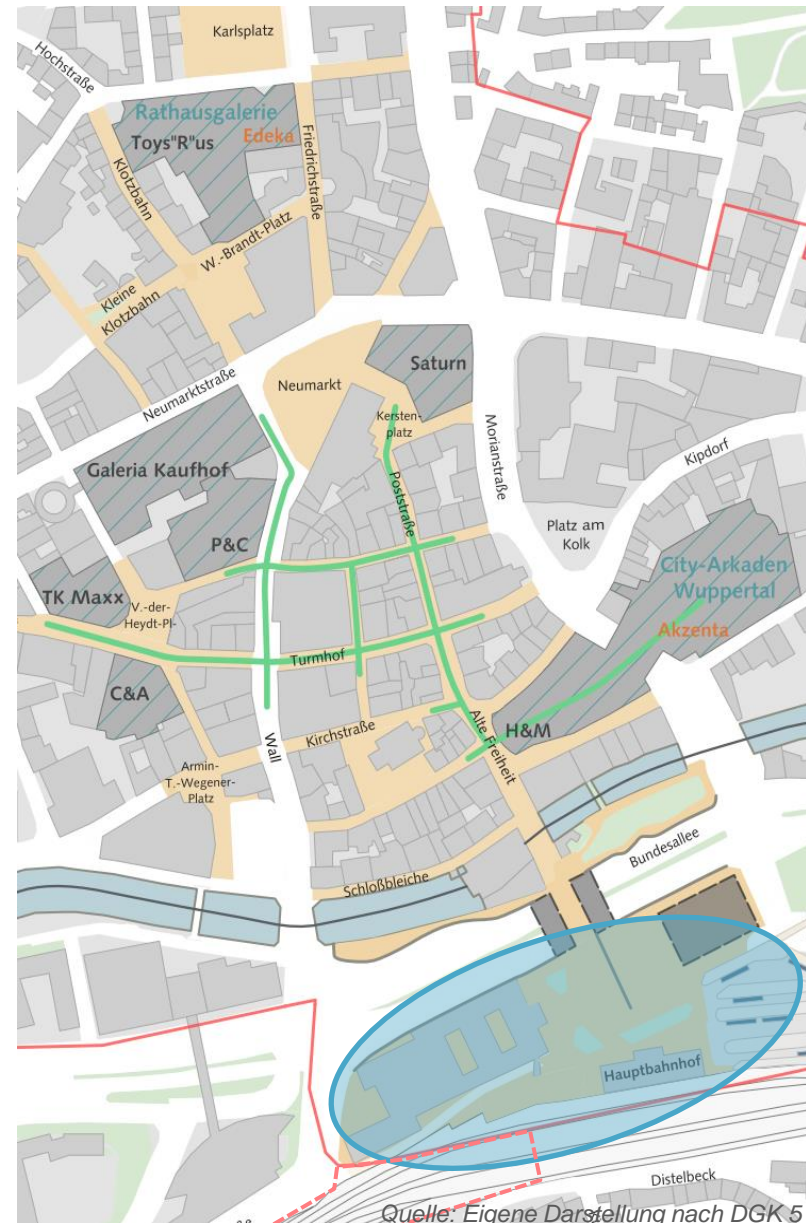 Karlsplatz
Hochstraße
Rathausgalerie
Toys"R"us
Edeka
Friedrichstraße
Klotzbahn
W.-Brandt-Platz
Kleine
Klotzbahn
Neumarktstraße
Neumarkt
Saturn
Kersten-
platz
Morianstraße
Kipdorf
Galeria Kaufhof
Poststraße
Platz am
Kolk
P&C
City-Arkaden
Wuppertal
TK Maxx
V.-der-
Heydt-Pl-
Akzenta
Turmhof
C&A
Kirchstraße
Wall
Alte Freiheit
H&M
Armin-
T.-Wegener-
Platz
Bundesallee
Schloßbleiche
Hauptbahnhof
Distelbeck
Quelle: Eigene Darstellung nach DGK 5